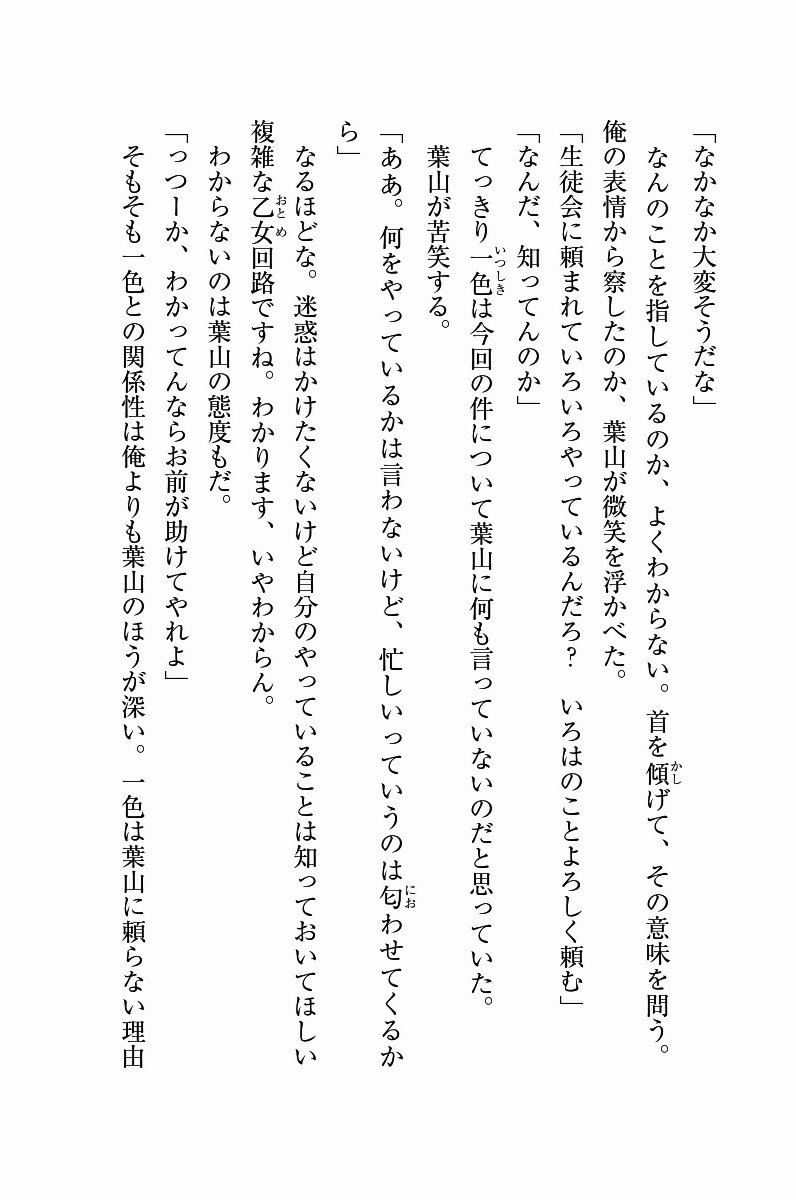 「なかなか大変そうだな」
　なんのことを指しているのか、よくわからない。首を傾げて、その意味を問う。
俺の表情から察したのか、葉山が微笑を浮かべた。
「生徒会に頼まれていろいろやっているんだろ？　いろはのことよろしく頼む」
「なんだ、知ってんのか」
　てっきり一色は今回の件について葉山に何も言っていないのだと思っていた。
　葉山が苦笑する。
「ああ。何をやっているかは言わないけど、忙しいっていうのは匂わせてくるか
ら」
　なるほどな。迷惑はかけたくないけど自分のやっていることは知っておいてほしい
複雑な乙女回路ですね。わかります、いやわからん。
　わからないのは葉山の態度もだ。
「っつーか、わかってんならお前が助けてやれよ」
　そもそも一色との関係性は俺よりも葉山のほうが深い。一色は葉山に頼らない理由